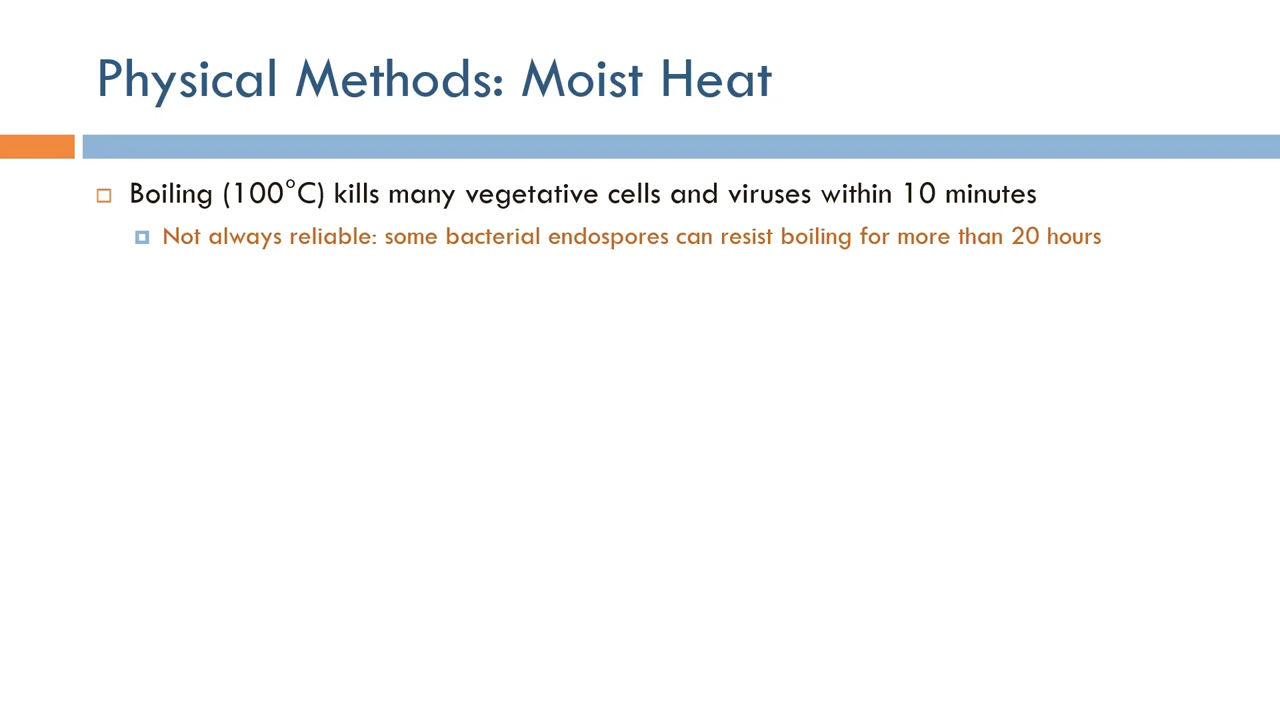 Physical Methods: Moist Heat
Boiling (100°C) kills many vegetative cells and viruses within 10 minutes
Not always reliable: some bacterial endospores can resist boiling for more than 20 hours